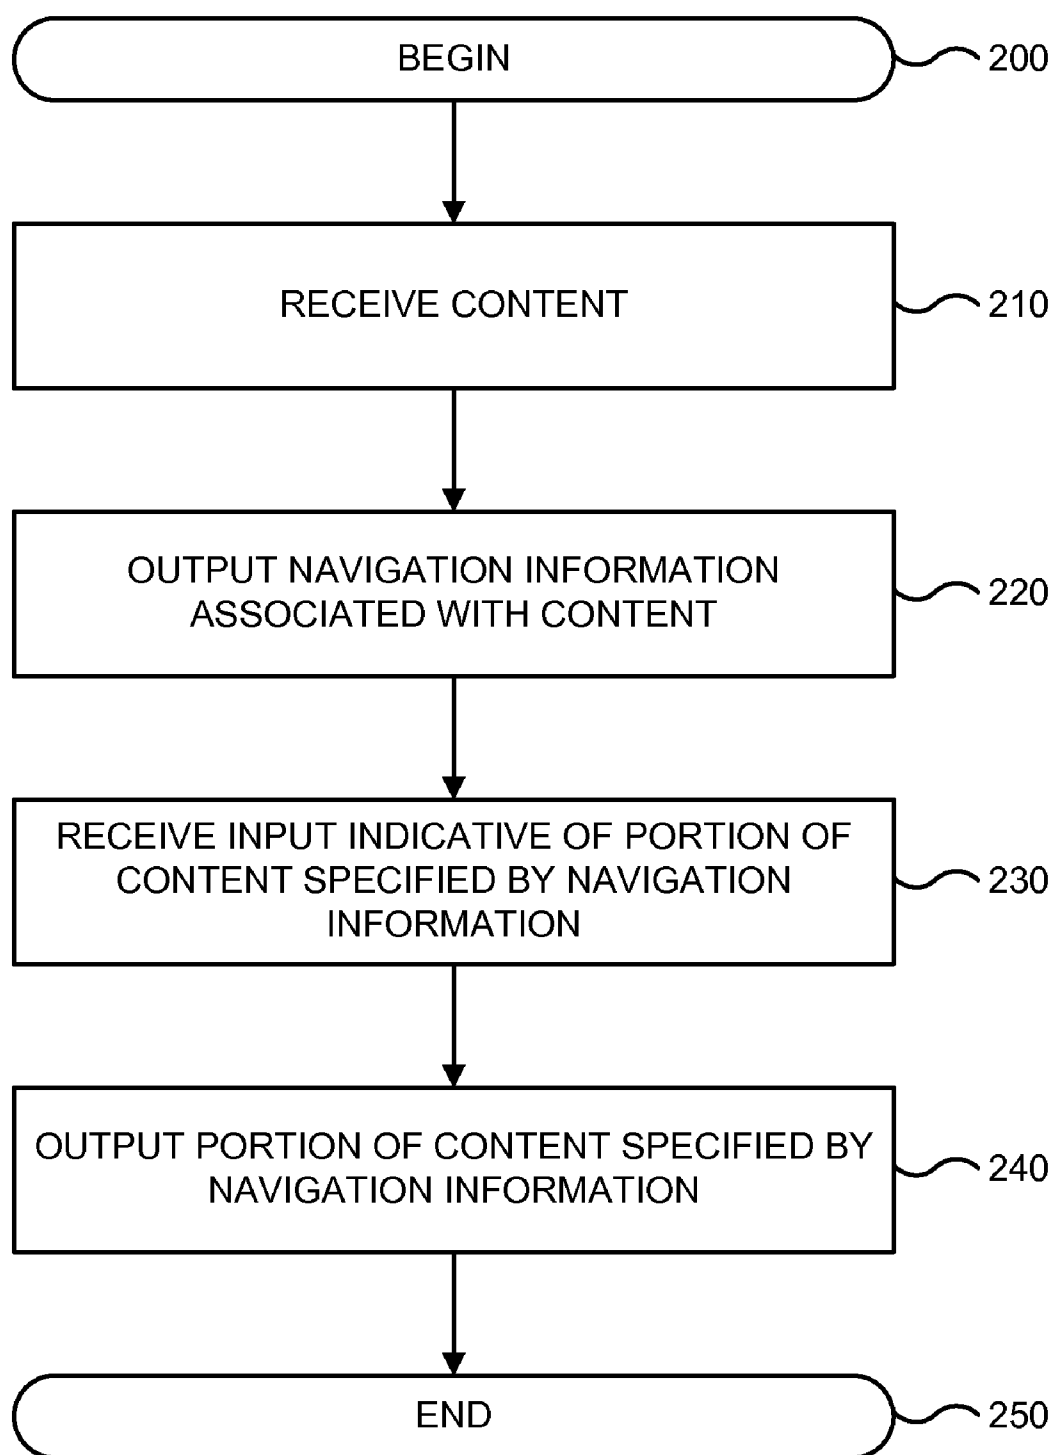 BEGIN
200
RECEIVE CONTENT
210
OUTPUT NAVIGATION INFORMATION
ASSOCIATED WITH CONTENT
220
RECEIVE INPUT INDICATIVE OF PORTION OF
CONTENT SPECIFIED BY NAVIGATION
INFORMATION
230
OUTPUT PORTION OF CONTENT SPECIFIED BY
NAVIGATION INFORMATION
240
END
250